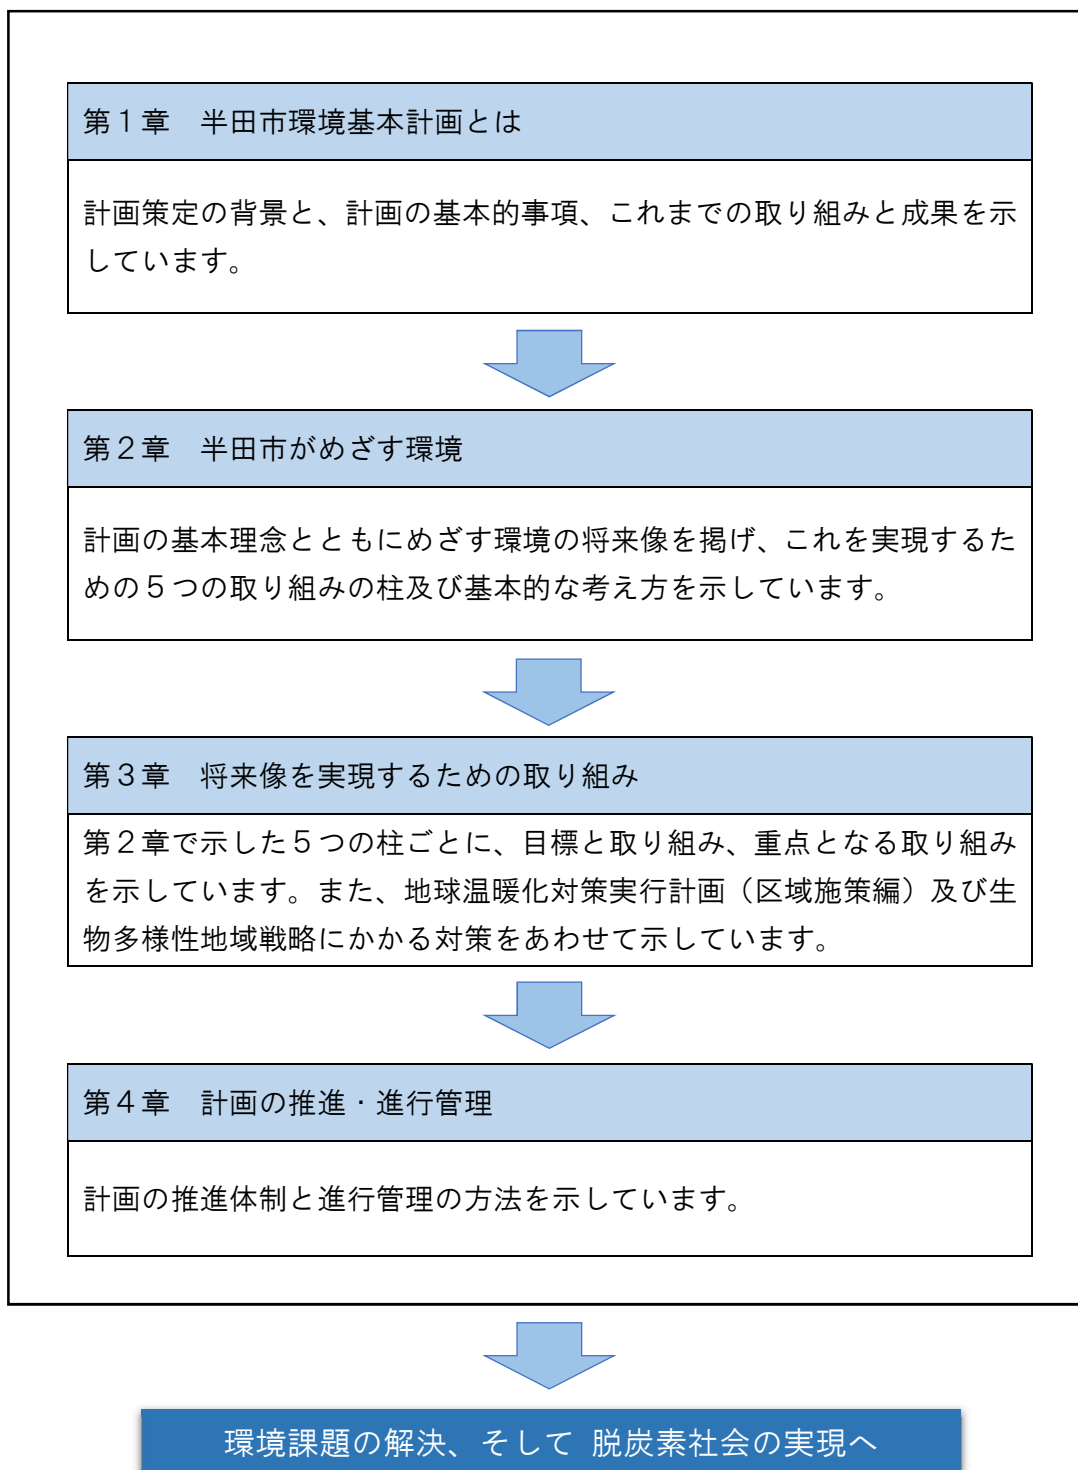 第１章　半田市環境基本計画とは
計画策定の背景と、計画の基本的事項、これまでの取り組みと成果を示
しています。
第２章　半田市がめざす環境
計画の基本理念とともにめざす環境の将来像を掲げ、これを実現するた
めの５つの取り組みの柱及び基本的な考え方を示しています。
第３章　将来像を実現するための取り組み
第２章で示した５つの柱ごとに、目標と取り組み、重点となる取り組み
を示しています。また、地球温暖化対策実行計画（区域施策編）及び生
物多様性地域戦略にかかる対策をあわせて示しています。
第４章　計画の推進・進行管理
計画の推進体制と進行管理の方法を示しています。
環境課題の解決、そして 脱炭素社会の実現へ